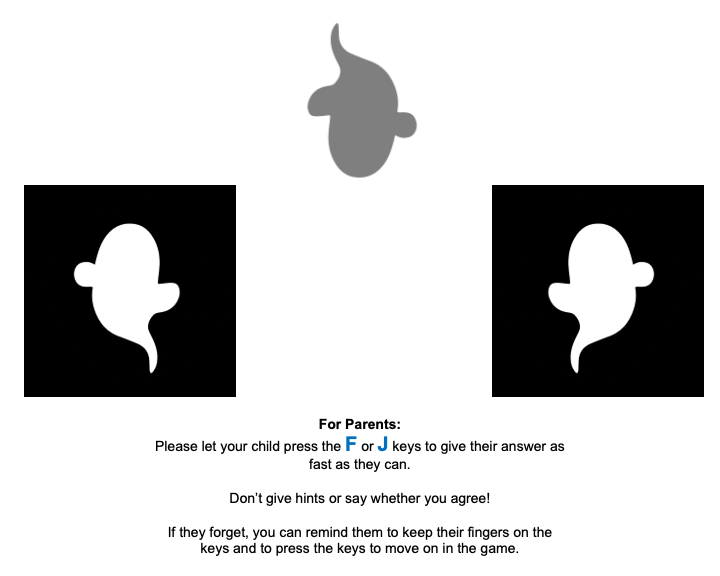 For Parents:
Please let your child press the F or J keys to give their answer as
fast as they can.
Don't give hints or say whether you agree!
If they forget, you can remind them to keep their fingers on the
keys and to press the keys to move on in the game.